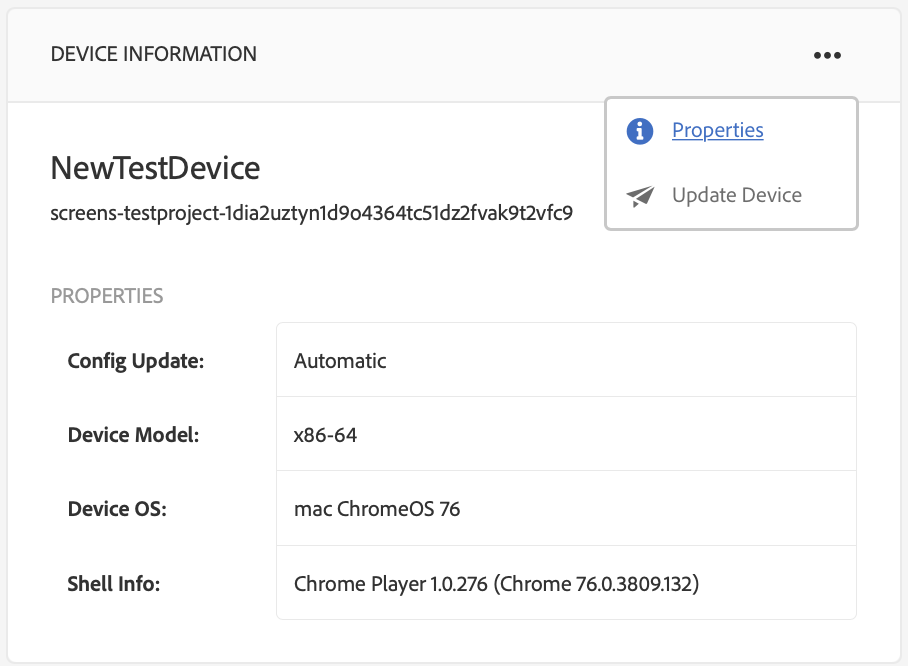 DEVICE INFORMATION
Properties
Update Device
NewTestDevice
screens-testproject-1dia2uztyn1d9o4364tc51dz2fvak9t2vfc9
PROPERTIES
Config Update: Automatic
Device Model: x86-64
Device OS: mac ChromeOS 76
Shell Info: Chrome Player 1.0.276 (Chrome 76.0.3809.132)